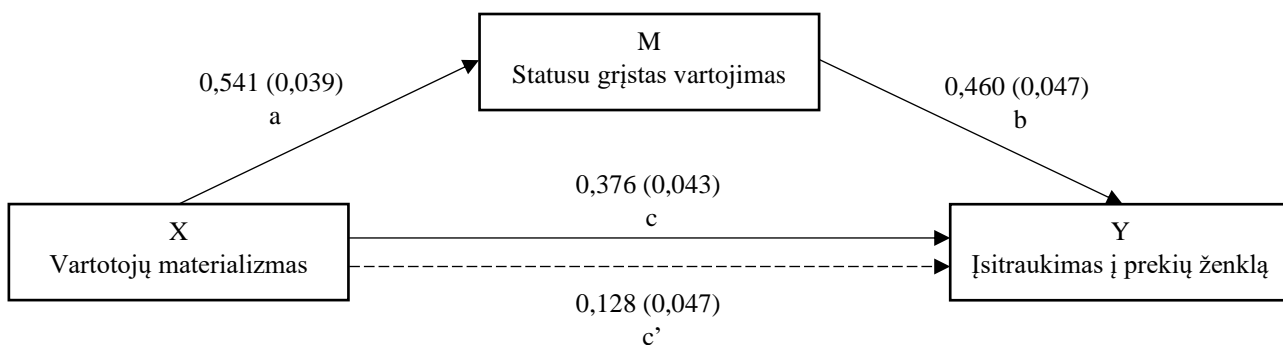 M
Statusu grįstas vartojimas
0,541 (0,039)
a
0,460 (0,047)
b
0,376 (0,043)
c
X
Vartotojų materializmas
Y
Įsitraukimas į prekių ženklą
0,128 (0,047)
c’